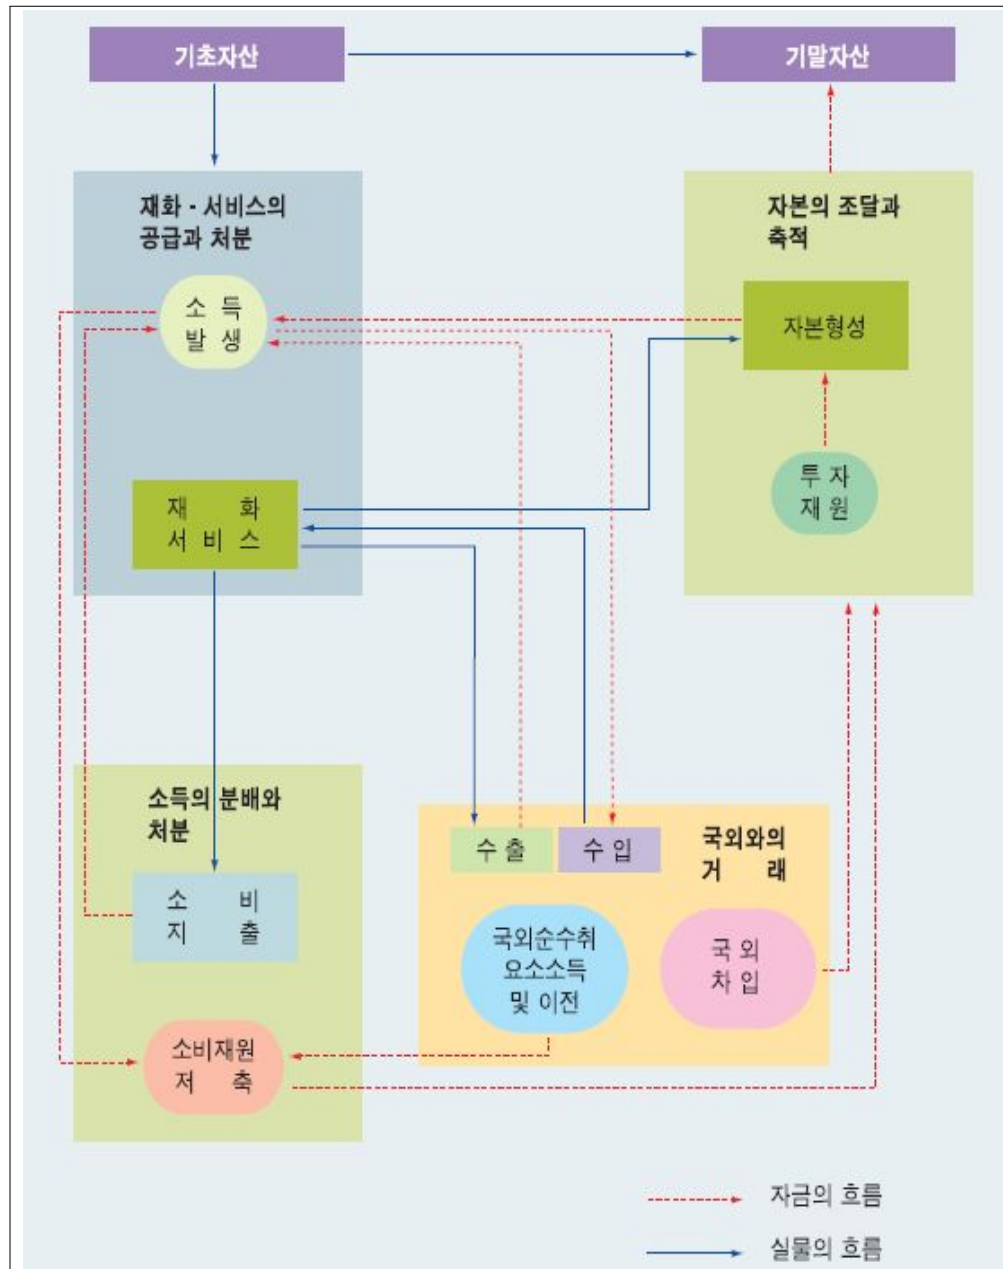 기초자산
기말자산
재화 - 서비스의
공급과 처분
소 득
발 생
재 화
서 비 스
자본의 조달과
축적
자본형성
투 자
재 원
소득의 분배와
처분
소 비
지 출
소비재원
저 축
수 출
수 입
국외와의
거 래
국외순수취
요소소득
및 이전
국 외
차 입
자금의 흐름
실물의 흐름